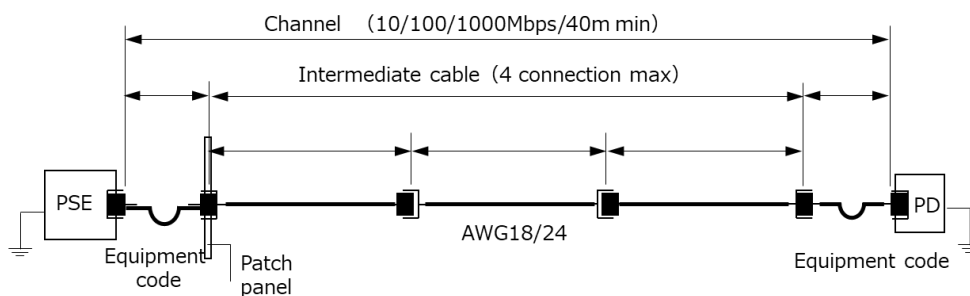 Channel （10/100/1000Mbps/40m min）
Intermediate cable（4 connection max）
PSE
PD
AWG18/24
Equipment
code
Patch
panel
Equipment code